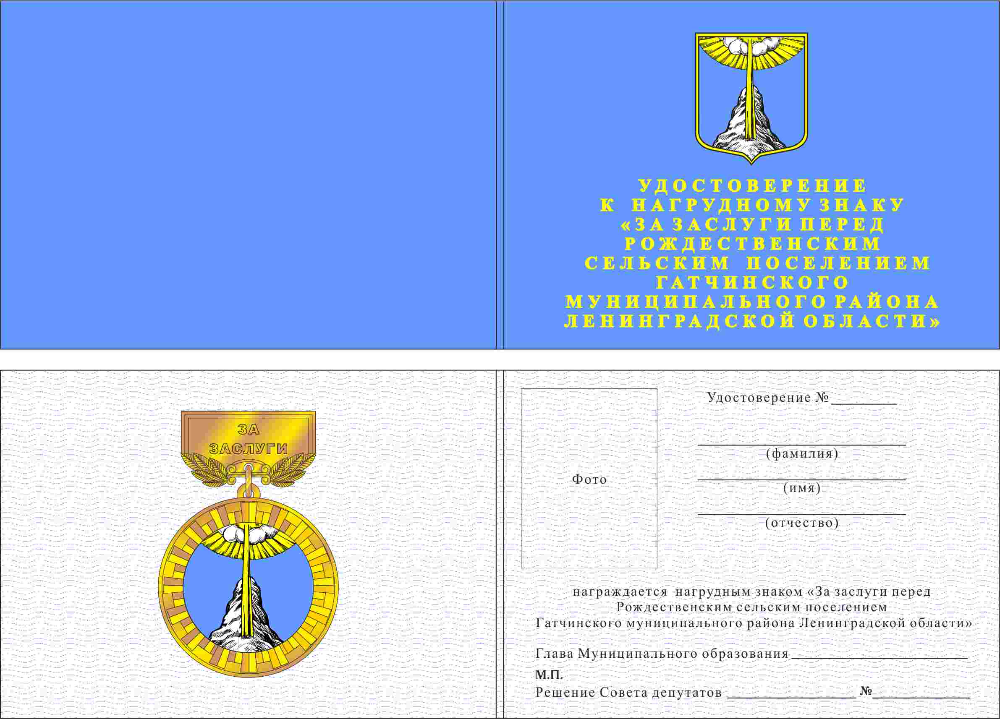 УДОСТОВЕРЕНИЕ
К НАГРУДНОМУ ЗНАКУ
«ЗА ЗАСЛУГИ ПЕРЕД
РОЖДЕСТВЕНСКИМ
СЕЛЬСКИМ ПОСЕЛЕНИЕМ
ГАТЧИНСКОГО
МУНИЦИПАЛЬНОГО РАЙОНА
ЛЕНИНГРАДСКОЙ ОБЛАСТИ»
ЗА
ЗАСЛУГИ
Фото
Удостоверение №
(фамилия)
(имя)
(отчество)
награждается нагрудным знаком «За заслуги перед
Рождественским сельским поселением
Гатчинского муниципального района Ленинградской области»
Глава Муниципального образования
М.П.
Решение Совета депутатов №